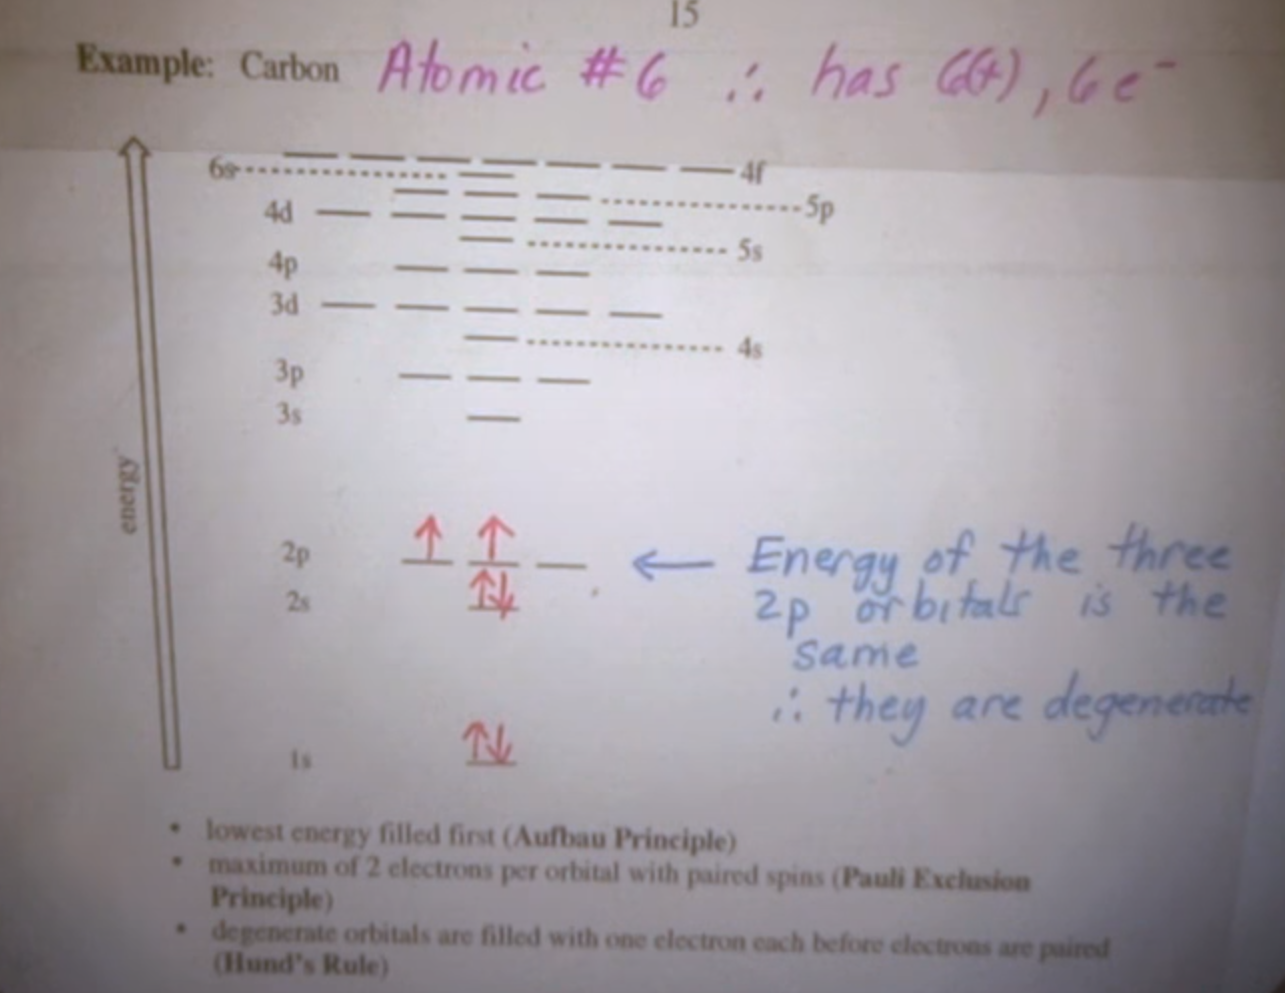 15
Example: Carbon Atomic #6 ∴ has 6(+), 6e⁻
6s 4f
5p
4d
5s
4p
3d
4s
3p
3s
energy
2p ← Energy of the three
2s 2p orbitals is the
same
∴ they are degenerate
1s
• lowest energy filled first (Aufbau Principle)
• maximum of 2 electrons per orbital with paired spins (Pauli Exclusion
Principle)
• degenerate orbitals are filled with one electron each before electrons are paired
(Hund's Rule)